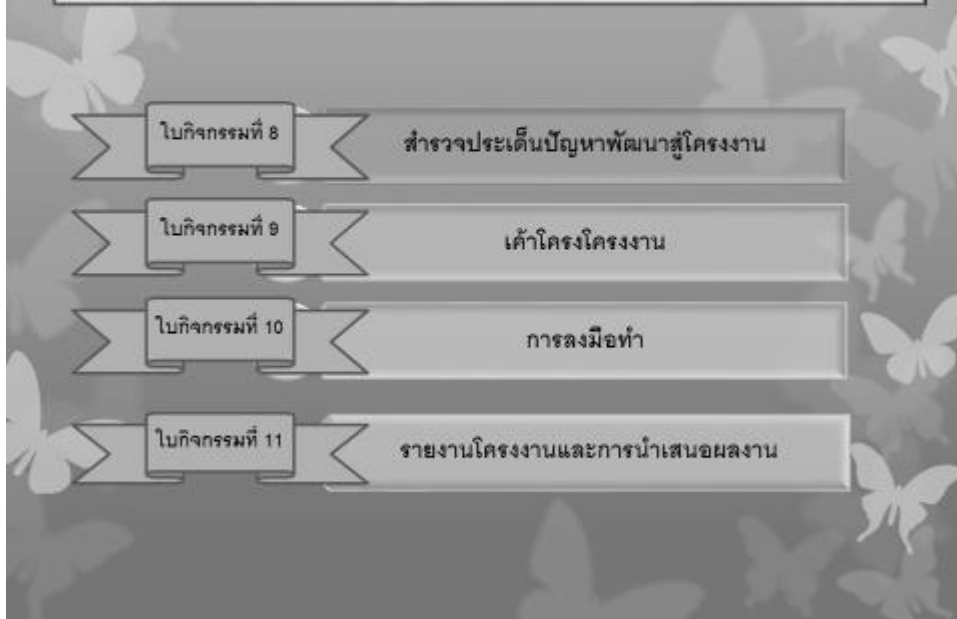 ใบกิจกรรมที่ 8
สำรวจประเด็นปัญหาพัฒนาสู่โครงงาน
ใบกิจกรรมที่ 9
เค้าโครงโครงงาน
ใบกิจกรรมที่ 10
การลงมือทำ
ใบกิจกรรมที่ 11
รายงานโครงงานและการนำเสนอผลงาน